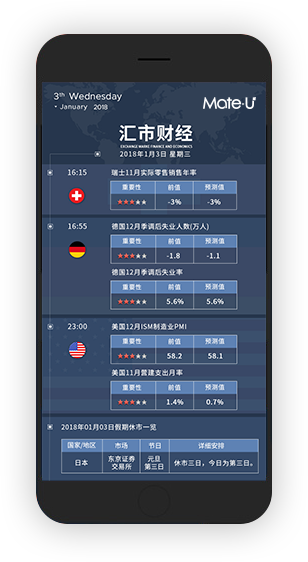 3th Wednesday
• January 2018
Mate-U
汇市财经
EXCHANGE MARKS FINANCE AND ECONOMICS
2018年1月3日 星期三
16:15
瑞士11月实际零售销售年率
重要性 前值 预测值
★★★★★ -3% -3%
16:55
德国12月季调后失业人数(万人)
重要性 前值 预测值
★★★★★ -1.8 -1.1
德国12月季调后失业率
重要性 前值 预测值
★★★★★ 5.6% 5.6%
23:00
美国12月ISM制造业PMI
重要性 前值 预测值
★★★★★ 58.2 58.1
美国11月营建支出月率
重要性 前值 预测值
★★★★★ 1.4% 0.7%
2018年01月03日假期休市一览
国家/地区 市场 节日 详细安排
日本 东京证券交易所 元旦第三日 休市三日，今日为第三日。